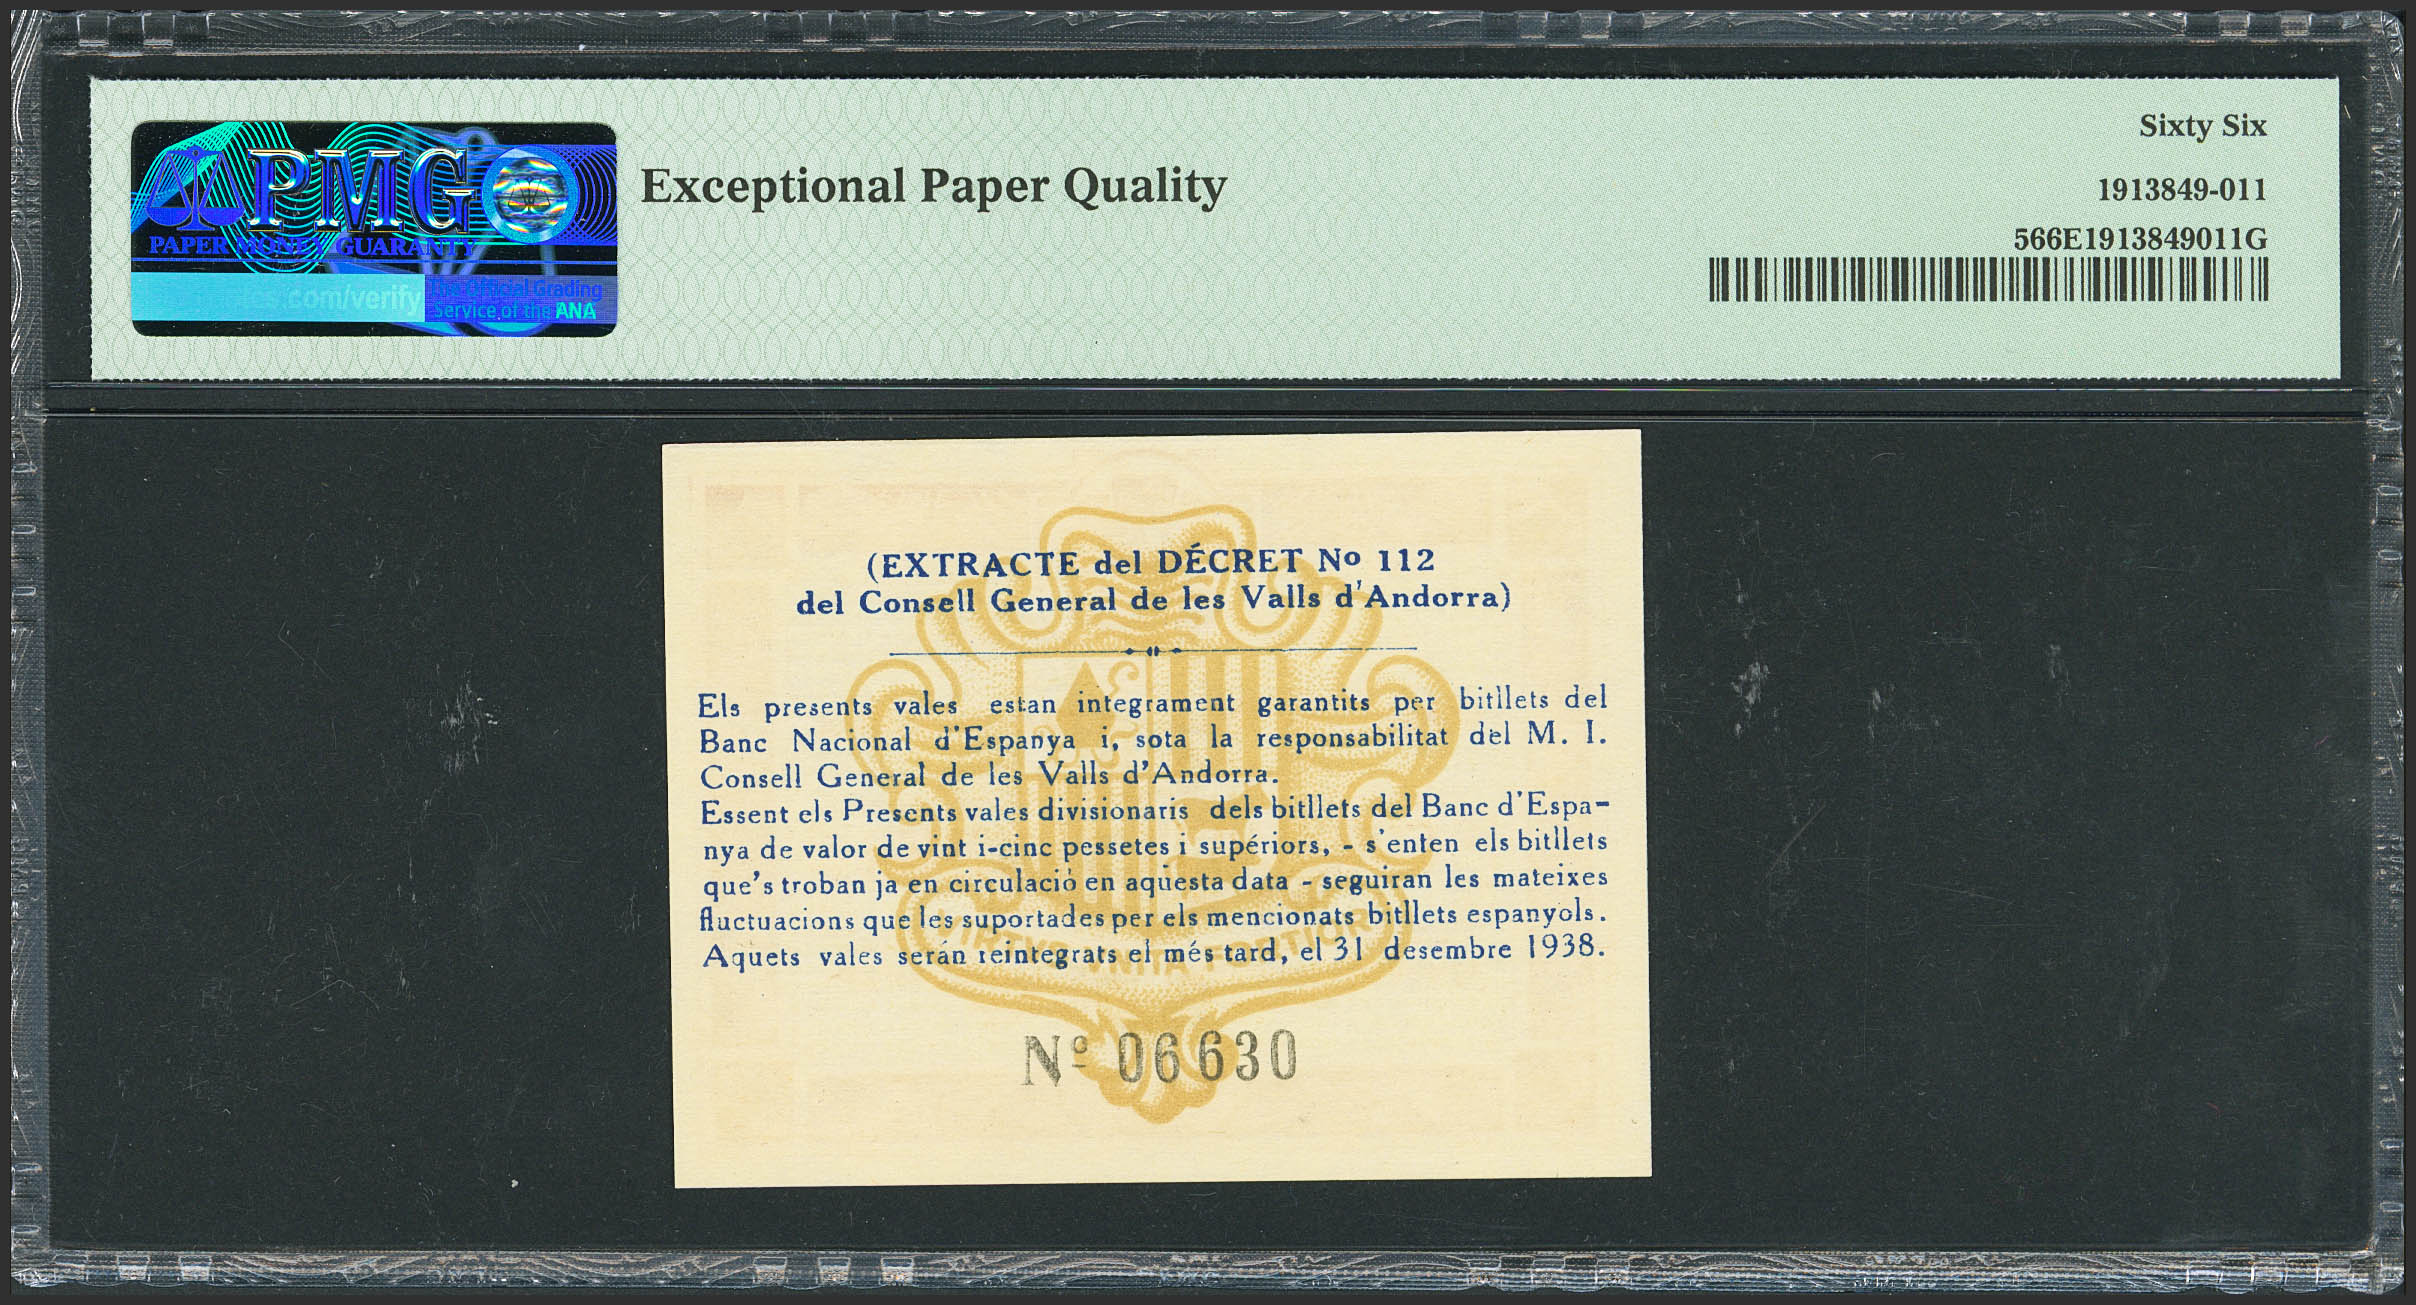 PMG
PAPER MONEY GUARANTY
.com/verify
The Official Grading
Service of the ANA
Exceptional Paper Quality
Sixty Six
1913849-011
566E1913849011G
(EXTRACTE del DÉCRET Nº 112
del Consell General de les Valls d'Andorra)
Els presents vales estan integrament garantits per bitllets del
Banc Nacional d'Espanya i, sota la responsabilitat del M. I.
Consell General de les Valls d'Andorra.
Essent els Presents vales divisionaris dels bitllets del Banc d'Espa-
nya de valor de vint i-cinc pessetes i supériors, - s'enten els bitllets
que's troban ja en circulació en aquesta data - seguiran les mateixes
fluctuacions que les suportades per els mencionats bitllets espanyols.
Aquets vales serán reintegrats el més tard, el 31 desembre 1938.
VIRTVS VNITA FORTIOR
Nº 06630